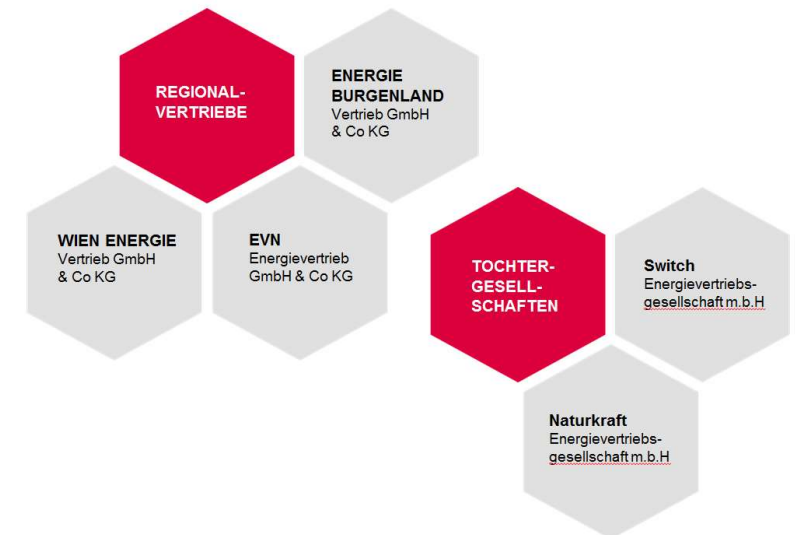 REGIONAL-
VERTRIEBE
ENERGIE
BURGENLAND
Vertrieb GmbH
& Co KG
WIEN ENERGIE
Vertrieb GmbH
& Co KG
EVN
Energievertrieb
GmbH & Co KG
TOCHTER-
GESELL-
SCHAFTEN
Switch
Energievertriebs-
gesellschaft m.b.H
Naturkraft
Energievertriebs-
gesellschaft m.b.H